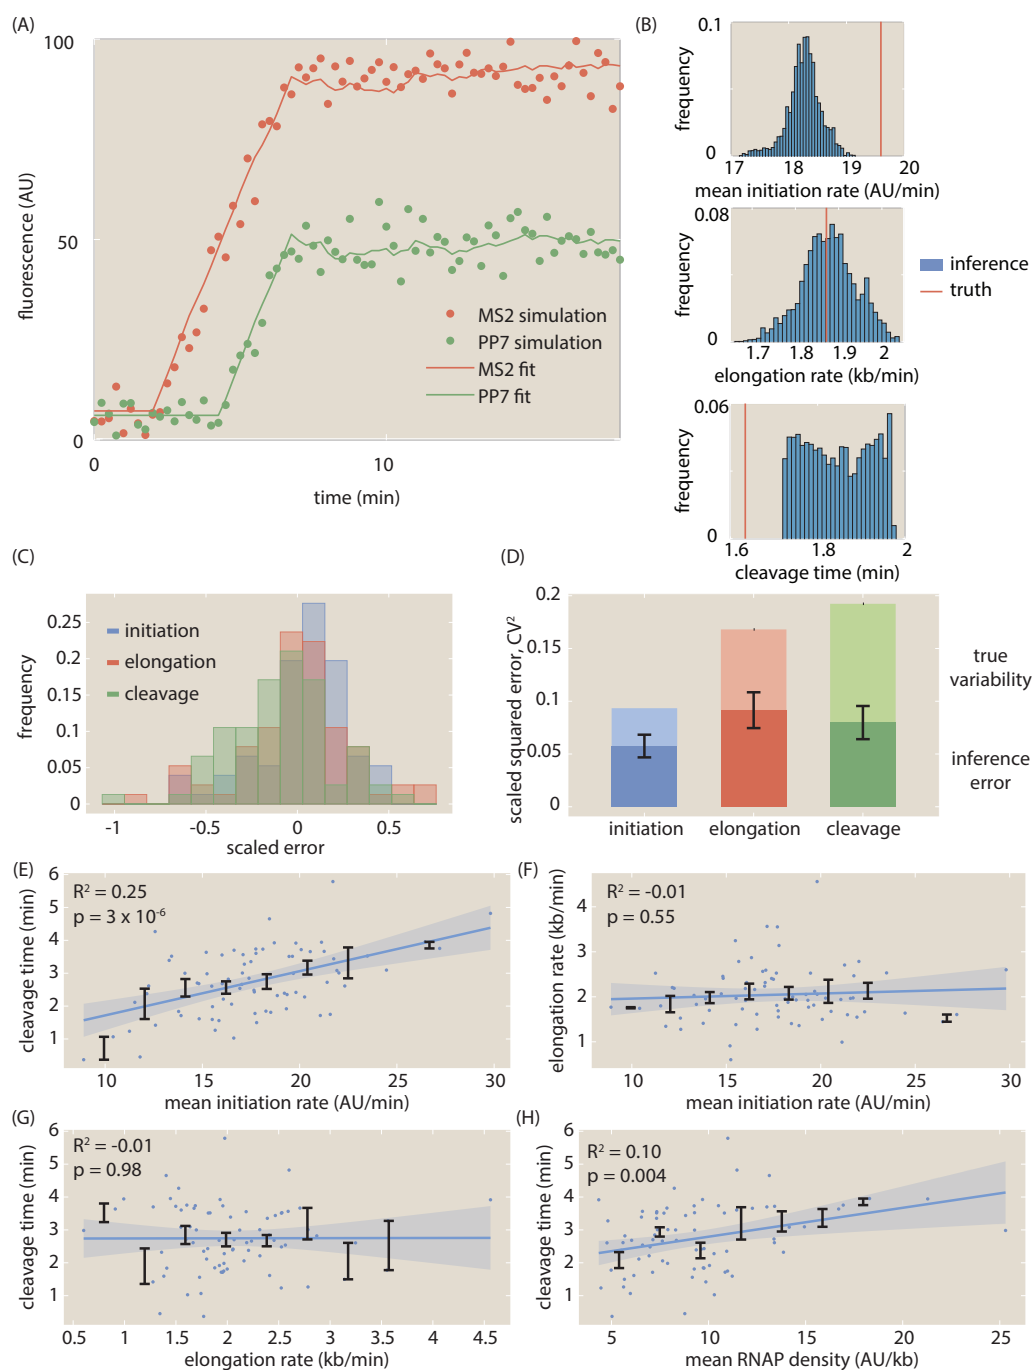 (A)
100
50
0
fluorescence (AU)
0
10
time (min)
MS2 simulation
PP7 simulation
MS2 fit
PP7 fit
(B)
0.1
0
frequency
17
18
19
20
mean initiation rate (AU/min)
0.08
0
frequency
1.7
1.8
1.9
2
elongation rate (kb/min)
inference
truth
0.06
0
frequency
1.6
1.8
2
cleavage time (min)
(C)
0.25
0.2
0.15
0.1
0.05
0
frequency
initiation
elongation
cleavage
-1
-0.5
0
0.5
scaled error
(D)
0.2
0.15
0.1
0.05
0
scaled squared error, CV²
initiation
elongation
cleavage
true
variability
inference
error
(E)
6
5
4
3
2
1
cleavage time (min)
R² = 0.25
p = 3 x 10⁻⁶
10
15
20
25
30
mean initiation rate (AU/min)
(F)
4
3
2
1
elongation rate (kb/min)
R² = -0.01
p = 0.55
10
15
20
25
30
mean initiation rate (AU/min)
(G)
6
5
4
3
2
1
cleavage time (min)
R² = -0.01
p = 0.98
0.5
1
1.5
2
2.5
3
3.5
4
4.5
elongation rate (kb/min)
(H)
6
5
4
3
2
1
cleavage time (min)
R² = 0.10
p = 0.004
5
10
15
20
25
mean RNAP density (AU/kb)